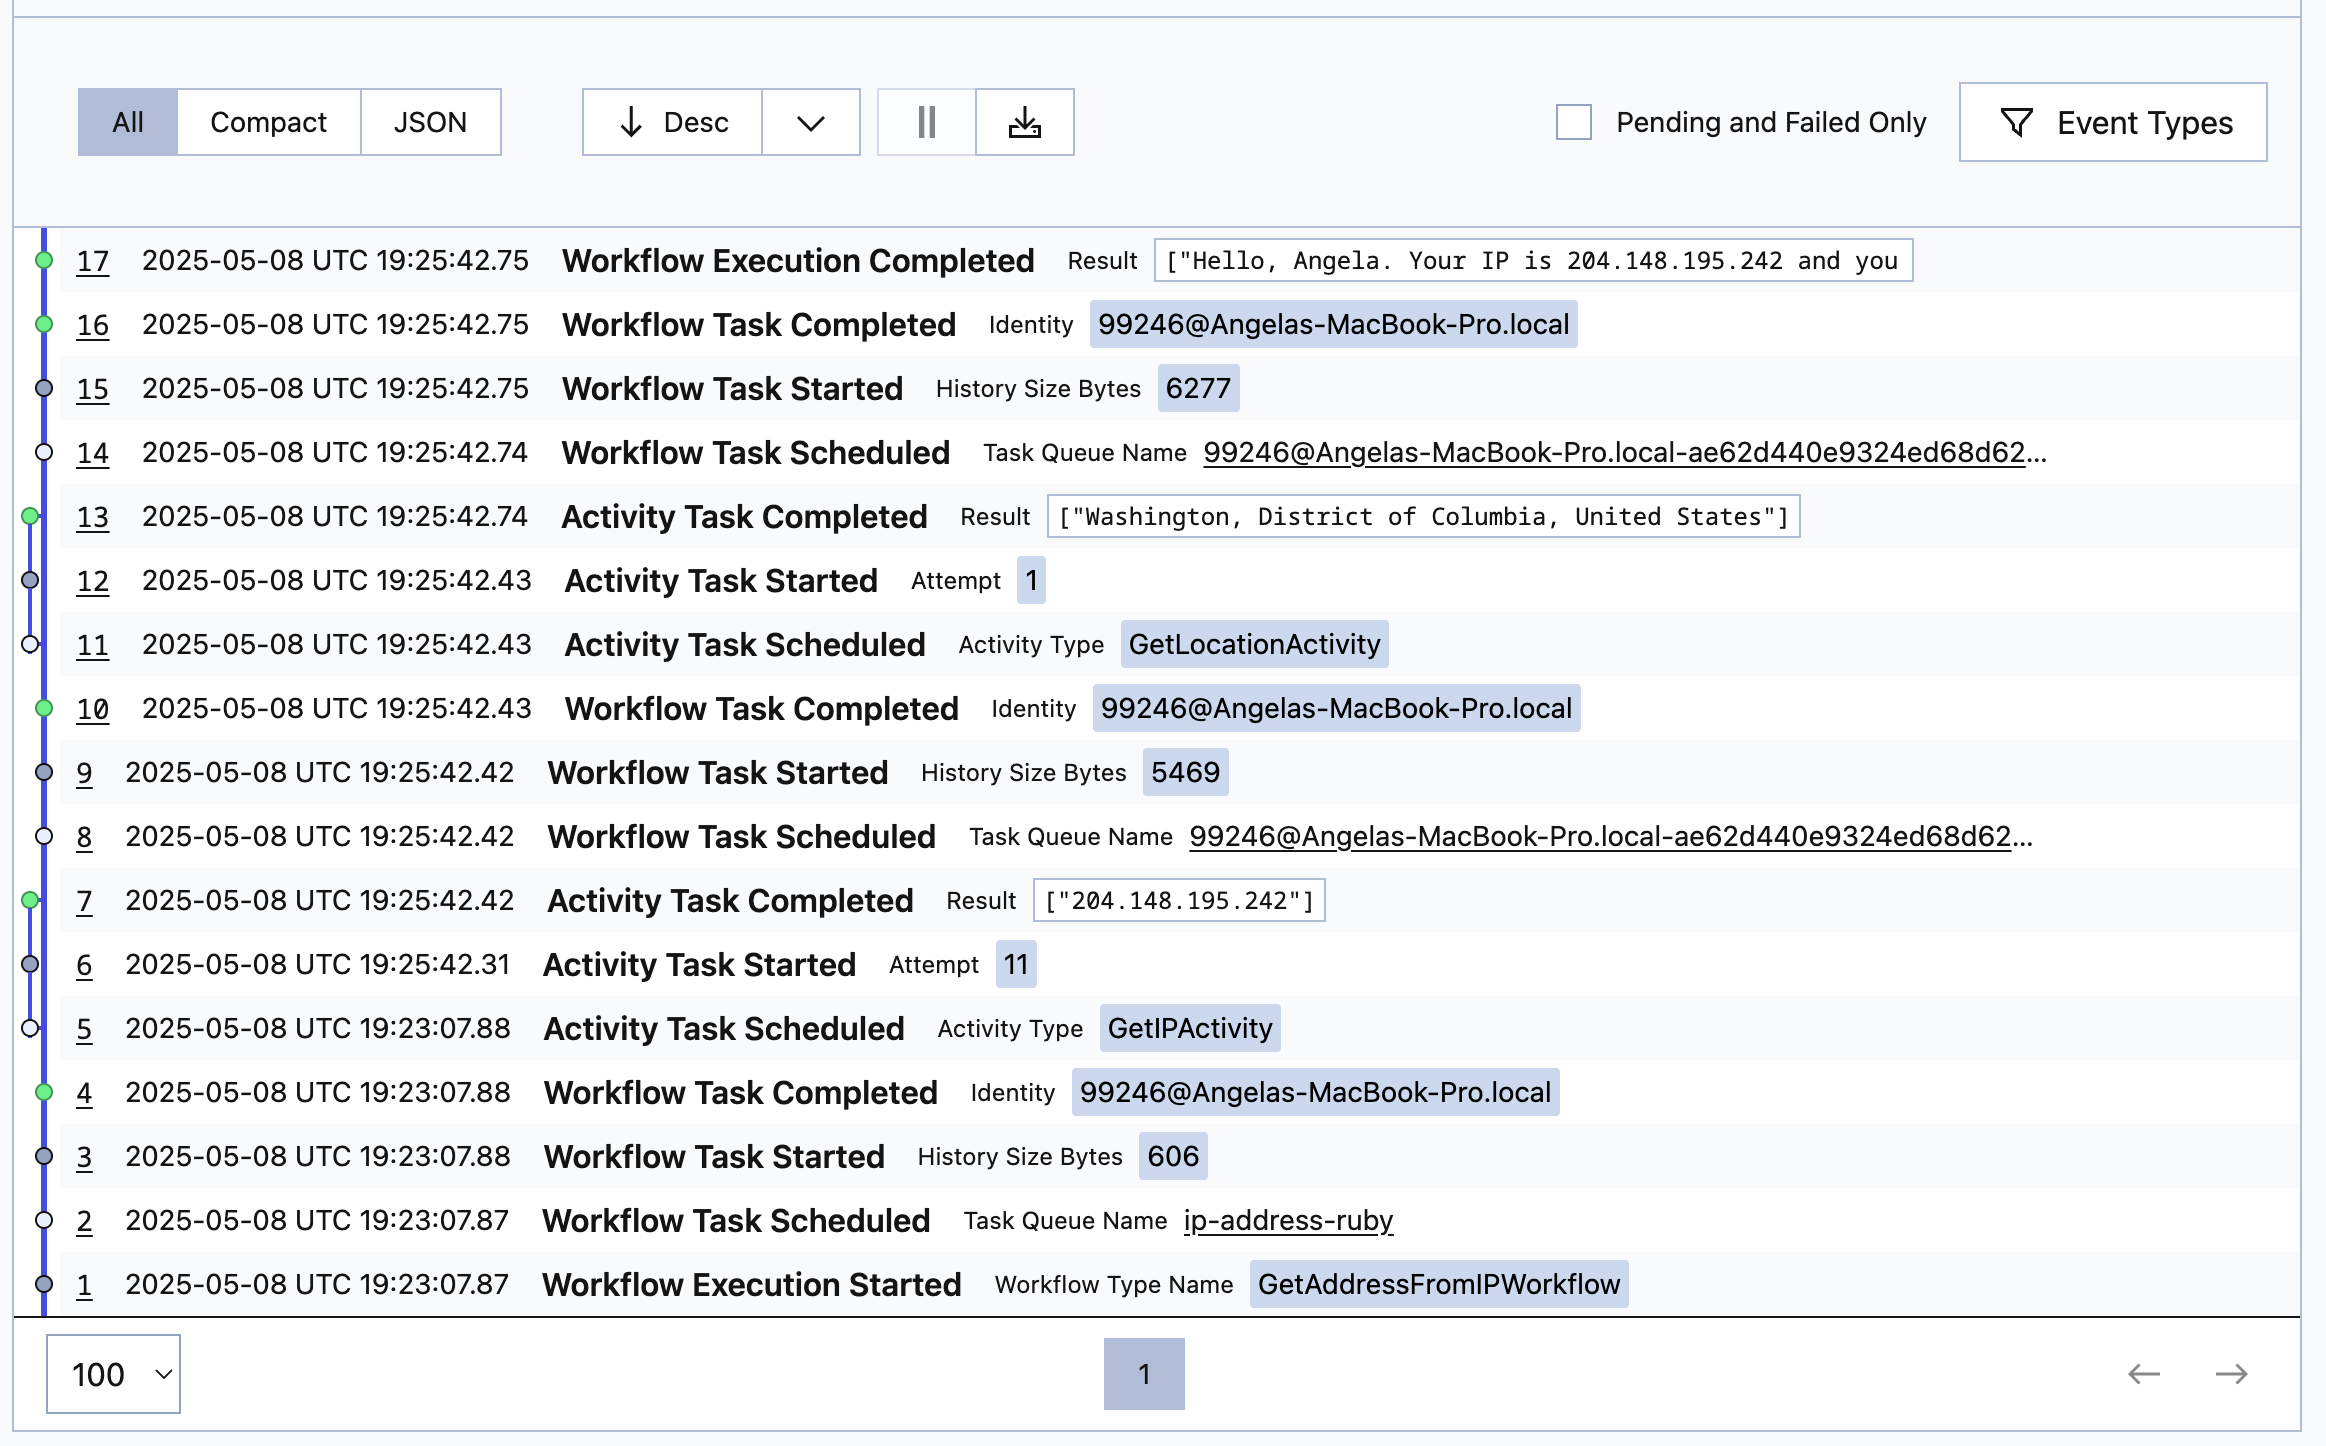 All Compact JSON Desc Pending and Failed Only Event Types
17 2025-05-08 UTC 19:25:42.75 Workflow Execution Completed Result ["Hello, Angela. Your IP is 204.148.195.242 and you
16 2025-05-08 UTC 19:25:42.75 Workflow Task Completed Identity 99246@Angelas-MacBook-Pro.local
15 2025-05-08 UTC 19:25:42.75 Workflow Task Started History Size Bytes 6277
14 2025-05-08 UTC 19:25:42.74 Workflow Task Scheduled Task Queue Name 99246@Angelas-MacBook-Pro.local-ae62d440e9324ed68d62...
13 2025-05-08 UTC 19:25:42.74 Activity Task Completed Result ["Washington, District of Columbia, United States"]
12 2025-05-08 UTC 19:25:42.43 Activity Task Started Attempt 1
11 2025-05-08 UTC 19:25:42.43 Activity Task Scheduled Activity Type GetLocationActivity
10 2025-05-08 UTC 19:25:42.43 Workflow Task Completed Identity 99246@Angelas-MacBook-Pro.local
9 2025-05-08 UTC 19:25:42.42 Workflow Task Started History Size Bytes 5469
8 2025-05-08 UTC 19:25:42.42 Workflow Task Scheduled Task Queue Name 99246@Angelas-MacBook-Pro.local-ae62d440e9324ed68d62...
7 2025-05-08 UTC 19:25:42.42 Activity Task Completed Result ["204.148.195.242"]
6 2025-05-08 UTC 19:25:42.31 Activity Task Started Attempt 11
5 2025-05-08 UTC 19:23:07.88 Activity Task Scheduled Activity Type GetIPActivity
4 2025-05-08 UTC 19:23:07.88 Workflow Task Completed Identity 99246@Angelas-MacBook-Pro.local
3 2025-05-08 UTC 19:23:07.88 Workflow Task Started History Size Bytes 606
2 2025-05-08 UTC 19:23:07.87 Workflow Task Scheduled Task Queue Name ip-address-ruby
1 2025-05-08 UTC 19:23:07.87 Workflow Execution Started Workflow Type Name GetAddressFromIPWorkflow
100 1